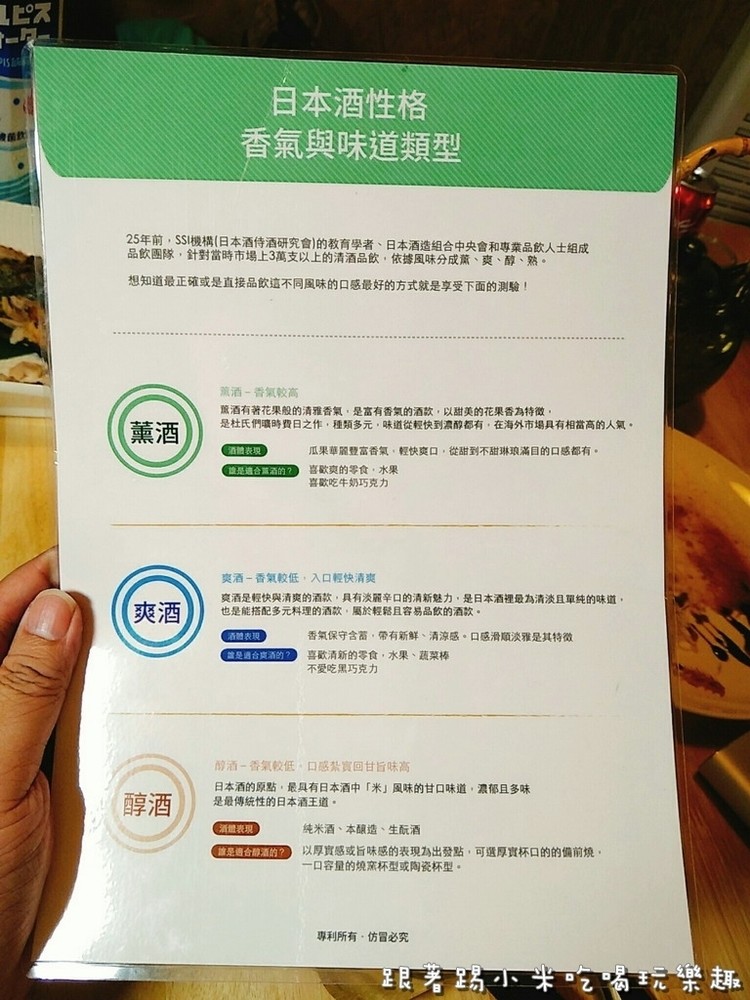 ルピス
ォーター
日本酒性格
香氣與味道類型
25年前，SSI機構(日本酒侍酒研究會)的教育學者、日本酒造組合中央會和專業品飲人士組成
品飲團隊，針對當時市場上3萬支以上的清酒品飲，依據風味分成薰、爽、醇、熟。
想知道最正確或是直接品飲這不同風味的口感最好的方式就是享受下面的測驗！
薰酒
薰酒－香氣較高
薰酒有著花果般的清雅香氣，是富有香氣的酒款，以甜美的花果香為特徵，
是杜氏們曠時費日之作，種類多元，味道從輕快到濃醇都有，在海外市場具有相當高的人氣。
酒體表現
瓜果華麗豐富香氣，輕快爽口，從甜到不甜琳琅滿目的口感都有。
誰是適合薰酒的？
喜歡爽的零食，水果
喜歡吃牛奶巧克力
爽酒
爽酒－香氣較低，入口輕快清爽
爽酒是輕快與清爽的酒款，具有淡麗辛口的清新魅力，是日本酒裡最為清淡且單純的味道，
也是能搭配多元料理的酒款，屬於輕鬆且容易品飲的酒款。
酒體表現
香氣保守含蓄，帶有新鮮、清涼感。口感滑順淡雅是其特徵
誰是適合爽酒的？
喜歡清新的零食，水果、蔬菜棒
不愛吃黑巧克力
醇酒
醇酒－香氣較低，口感紮實回甘旨味高
日本酒的原點，最具有日本酒中「米」風味的甘口味道，濃郁且多味
是最傳統性的日本酒王道。
酒體表現
純米酒、本釀造、生酛酒
誰是適合醇酒的？
以厚實感或旨味感的表現為出發點，可選厚實杯口的的備前燒，
一口容量的燒窯杯型或陶瓷杯型。
專利所有．仿冒必究
跟著踢小米吃喝玩樂趣